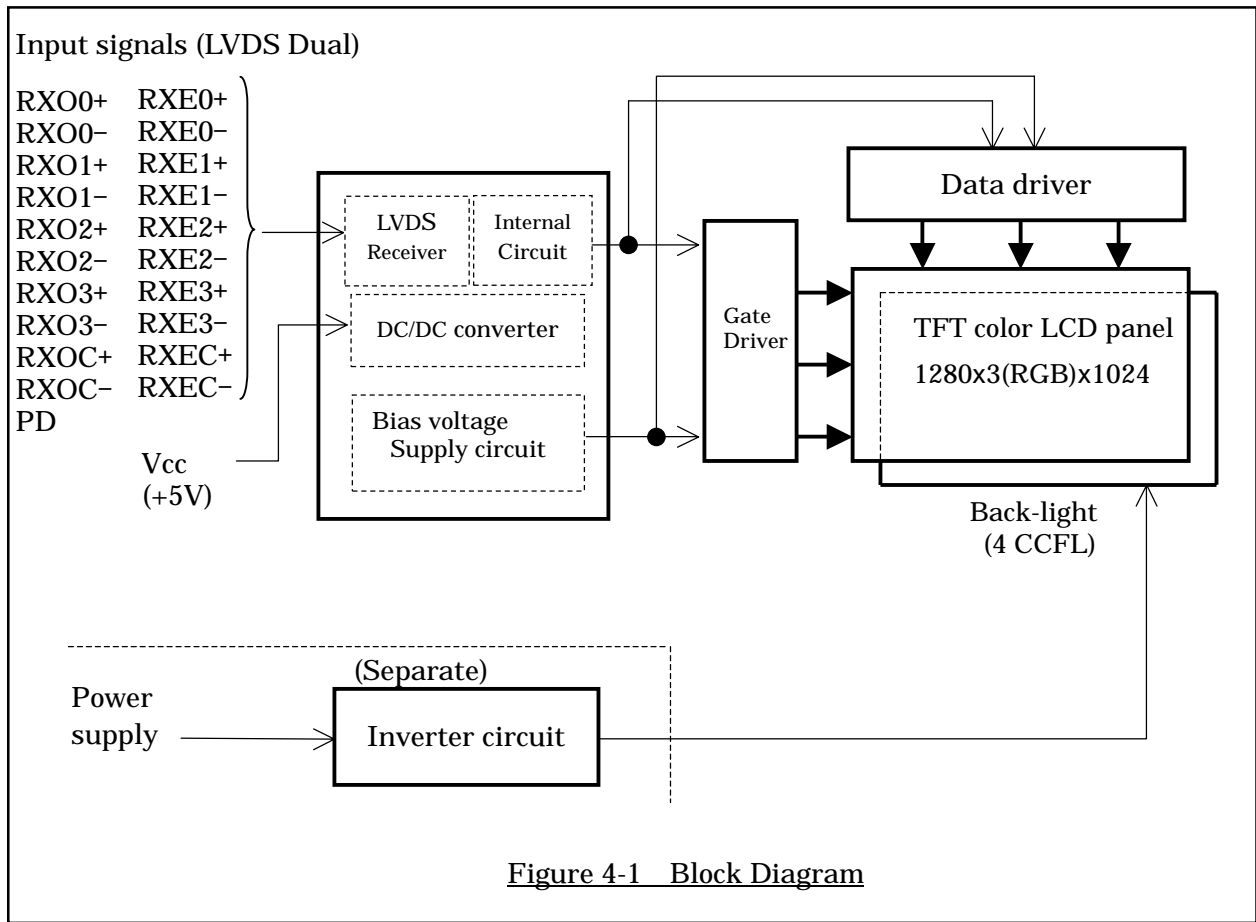 Input signals (LVDS Dual)
RXO0+ RXE0+
RXO0− RXE0−
RXO1+ RXE1+
RXO1− RXE1−
RXO2+ RXE2+
RXO2− RXE2−
RXO3+ RXE3+
RXO3− RXE3−
RXOC+ RXEC+
RXOC− RXEC−
PD
Vcc
(+5V)
LVDS
Receiver
Internal
Circuit
DC/DC converter
Bias voltage
Supply circuit
Gate
Driver
Data driver
TFT color LCD panel
1280x3(RGB)x1024
Back-light
(4 CCFL)
(Separate)
Power
supply
Inverter circuit
Figure 4-1 Block Diagram